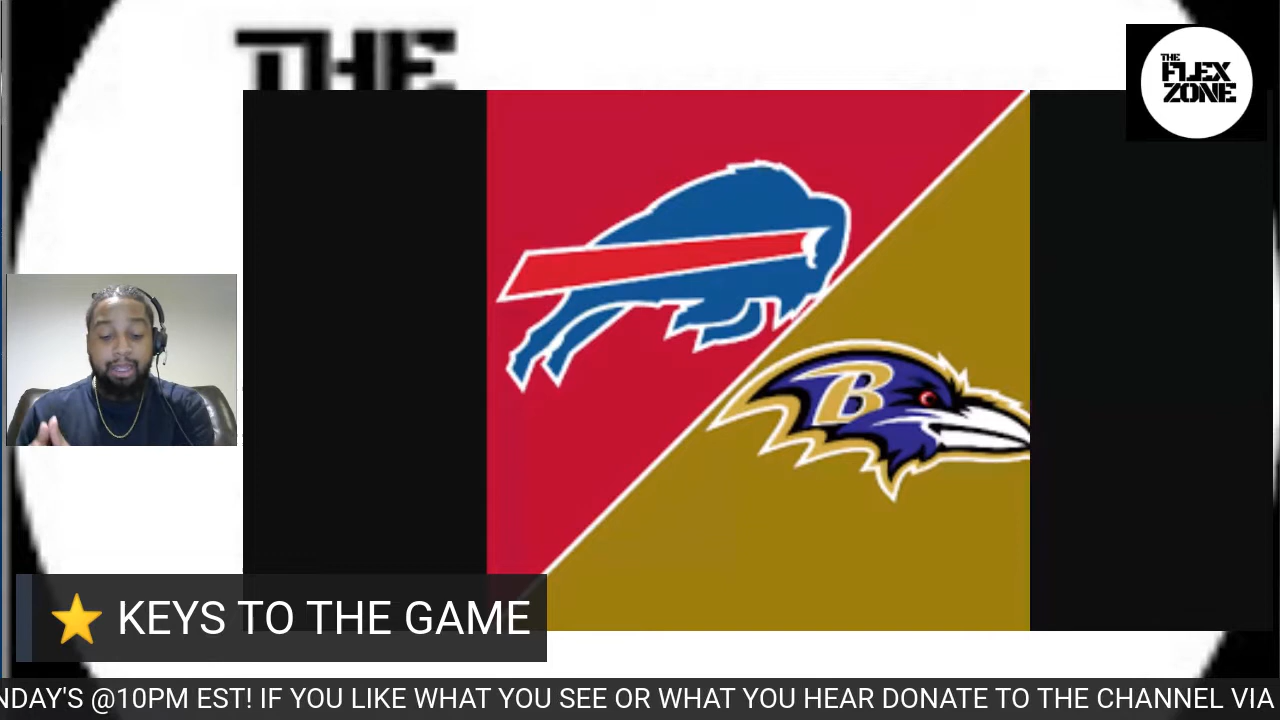 THE
THE
FLEX
ZONE
B
⭐ KEYS TO THE GAME
NDAY'S @10PM EST! IF YOU LIKE WHAT YOU SEE OR WHAT YOU HEAR DONATE TO THE CHANNEL VIA